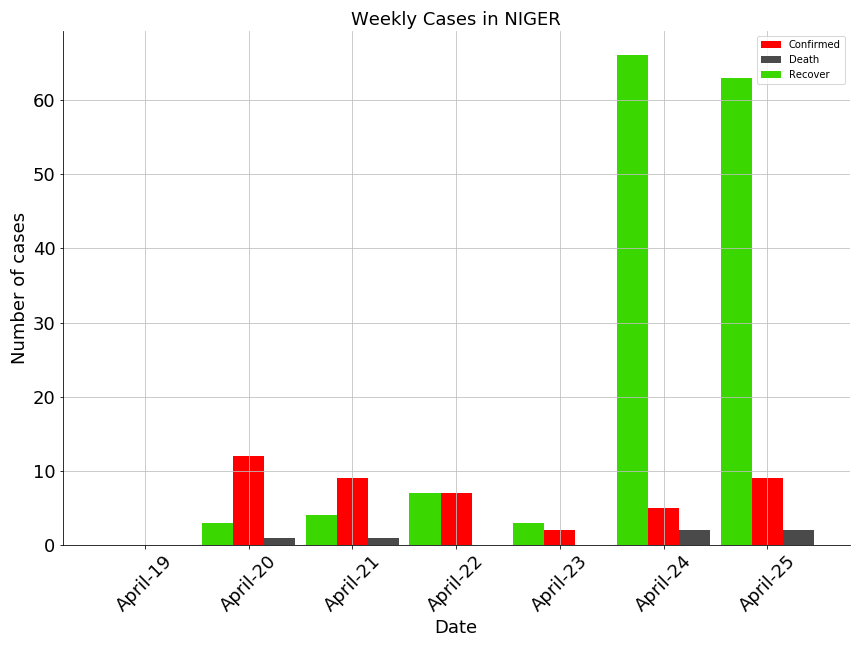 Weekly Cases in NIGER
Confirmed
Death
Recover
Number of cases
60
50
40
30
20
10
0
April-19
April-20
April-21
April-22
April-23
April-24
April-25
Date